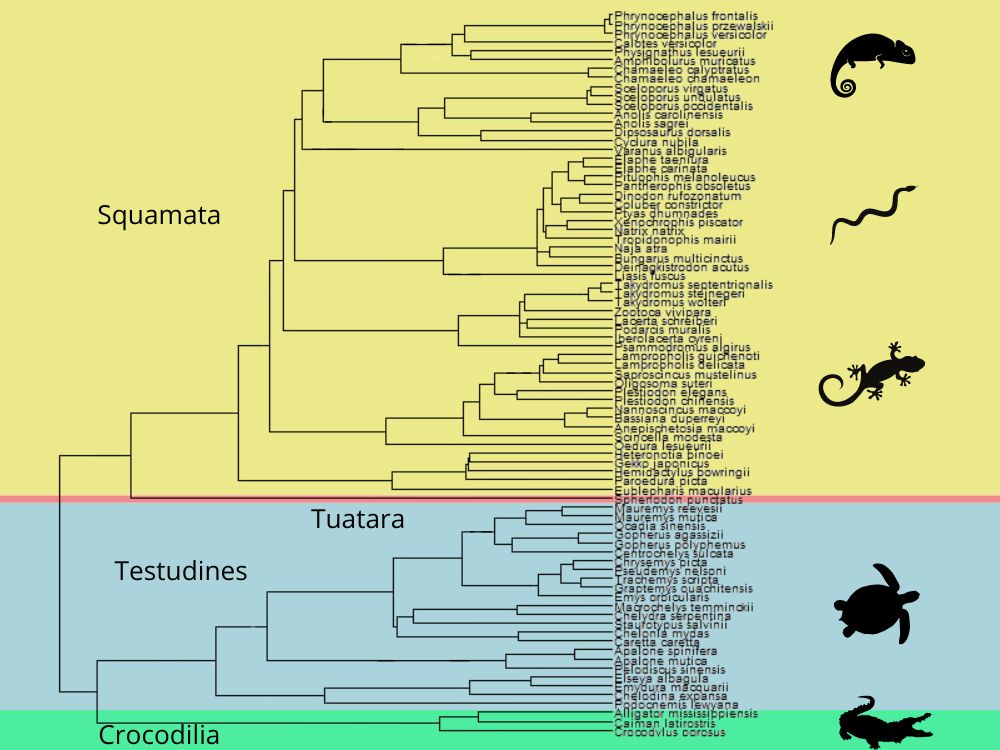 Phrynocephalus frontalis
Phrynocephalus przewalskii
Phrynocephalus versicolor
Calotes versicolor
Physignathus lesueurii
Amphibolurus muricatus
Chamaeleo calyptratus
Chamaeleo chamaeleon
Sceloporus virgatus
Sceloporus undulatus
Sceloporus occidentalis
Anolis carolinensis
Anolis sagrei
Dipsosaurus dorsalis
Cyclura nubila
Varanus albigularis
Elaphe taeniura
Elaphe carinata
Pituophis melanoleucus
Pantherophis obsoletus
Dinodon rufozonatum
Coluber constrictor
Ptyas dhumnades
Xenochrophis piscator
Natrix natrix
Tropidonophis mairii
Naja atra
Bungarus multicinctus
Deinagkistrodon acutus
Liasis fuscus
Squamata
Takydromus septentrionalis
Takydromus stejnegeri
Takydromus wolteri
Zootoca vivipara
Lacerta schreiberi
Podarcis muralis
Iberolacerta cyreni
Psammodromus algirus
Lampropholis guichenoti
Lampropholis delicata
Saproscincus mustelinus
Oligosoma suteri
Plestiodon elegans
Plestiodon chinensis
Nannoscincus maccoyi
Bassiana duperreyi
Anepischetosia maccoyi
Scincella modesta
Oedura lesueurii
Heteronotia binoei
Gekko japonicus
Hemidactylus bowringii
Paroedura picta
Eublepharis macularius
Sphenodon punctatus
Tuatara
Mauremys reevesii
Mauremys mutica
Ocadia sinensis
Gopherus agassizii
Gopherus polyphemus
Centrochelys sulcata
Testudines
Chrysemys picta
Pseudemys nelsoni
Trachemys scripta
Graptemys ouachitensis
Emys orbicularis
Macrochelys temminckii
Chelydra serpentina
Staurotypus salvinii
Chelonia mydas
Caretta caretta
Apalone spinifera
Apalone mutica
Pelodiscus sinensis
Elseya albagula
Emydura macquarii
Chelodina expansa
Podocnemis lewyana
Alligator mississippiensis
Caiman latirostris
Crocodylus porosus
Crocodilia